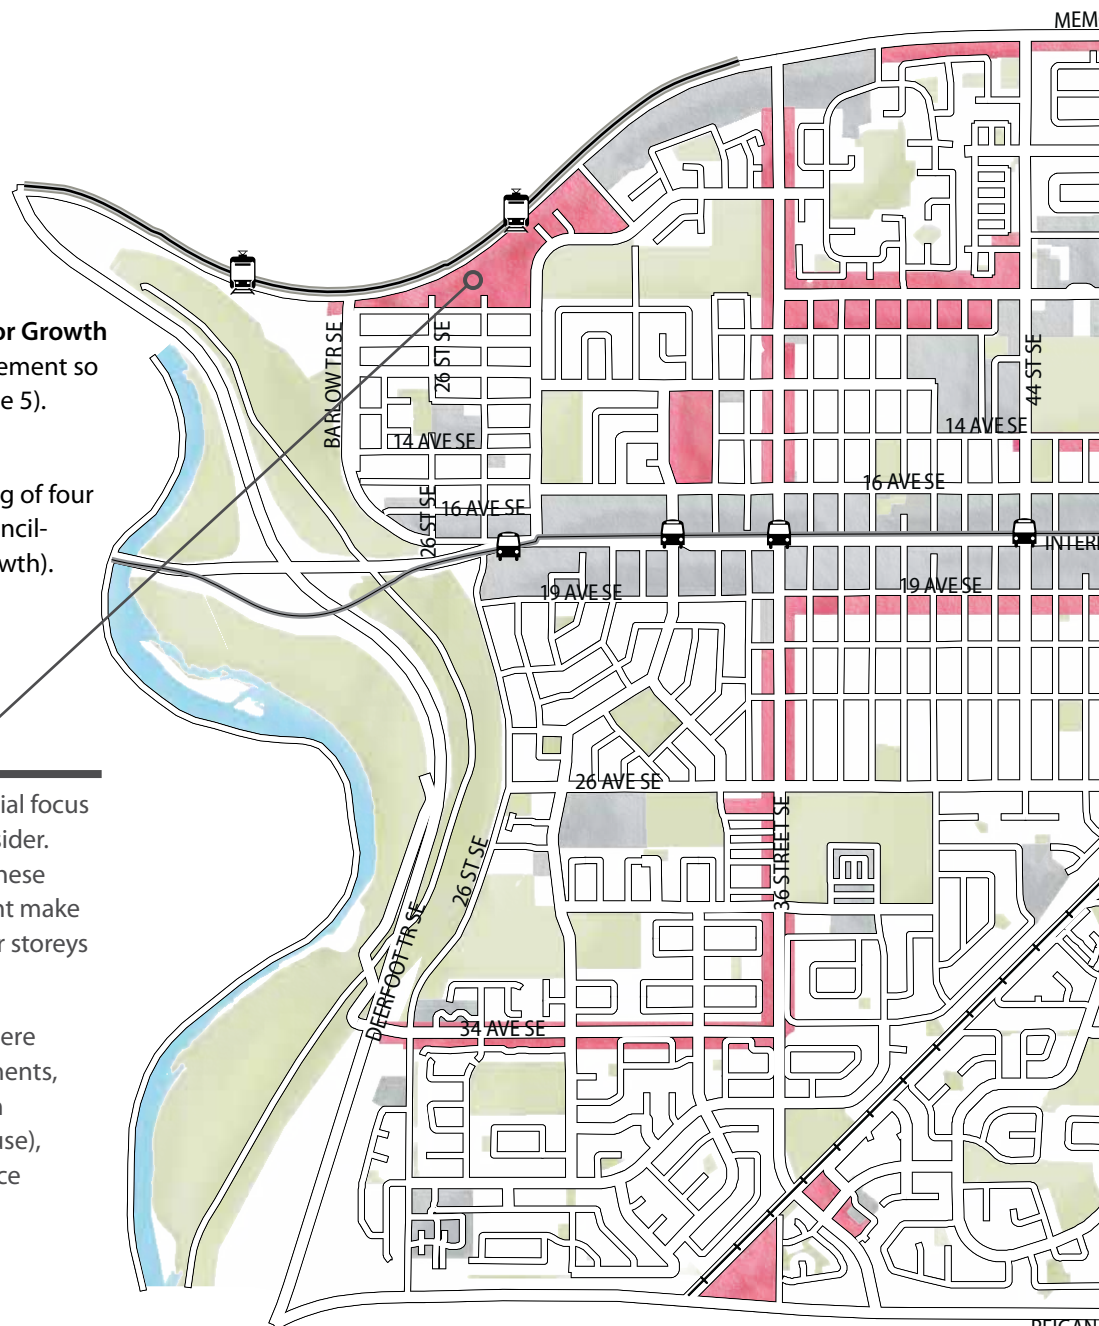 MEM
or Growth
ement so
e 5).
g of four
ncil-
wth).
ial focus
sider.
hese
nt make
r storeys
ere
nents,
n
use),
ce
BARLOW TR SE
26 ST SE
44 ST SE
14 AVE SE
14 AVE SE
16 AVE SE
16 AVE SE
26 ST SE
INTERN
19 AVE SE
19 AVE SE
26 AVE SE
36 STREET SE
26 ST SE
DEERFOOT TR SE
34 AVE SE
PEIGAN